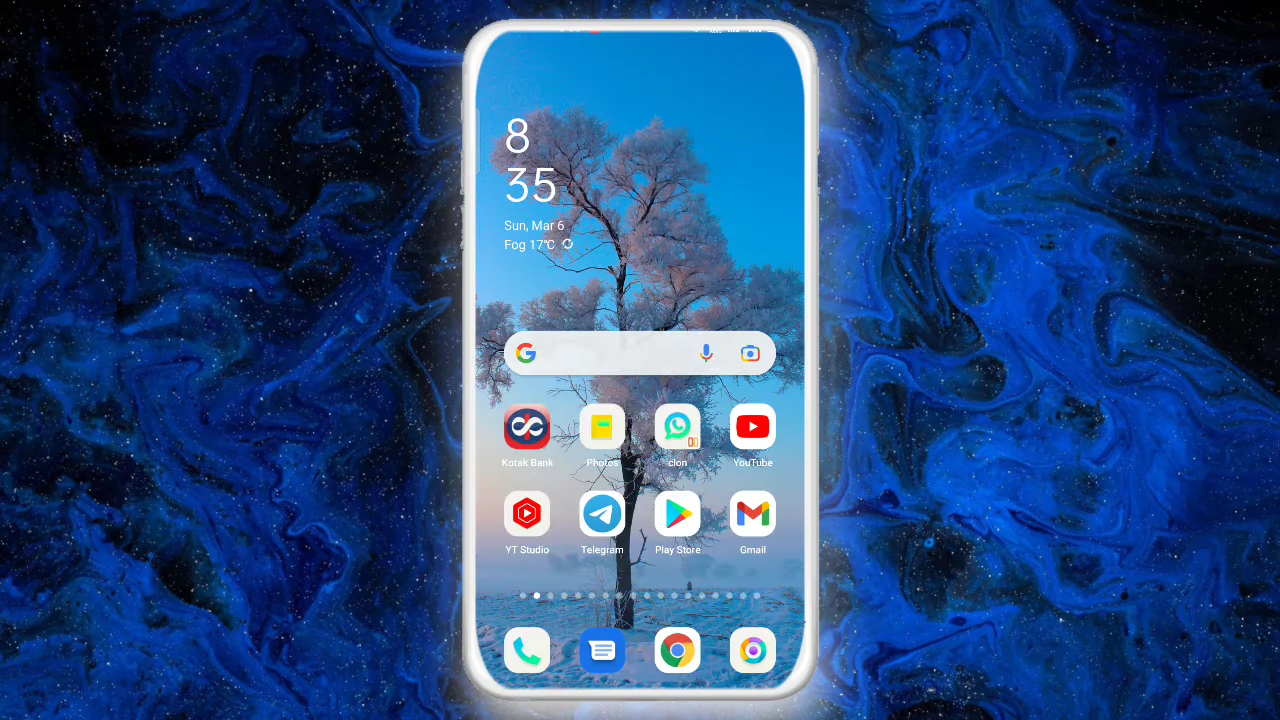 8
35
Sun, Mar 6
Fog 17°C
Kotak Bank Photos clon YouTube
YT Studio Telegram Play Store Gmail